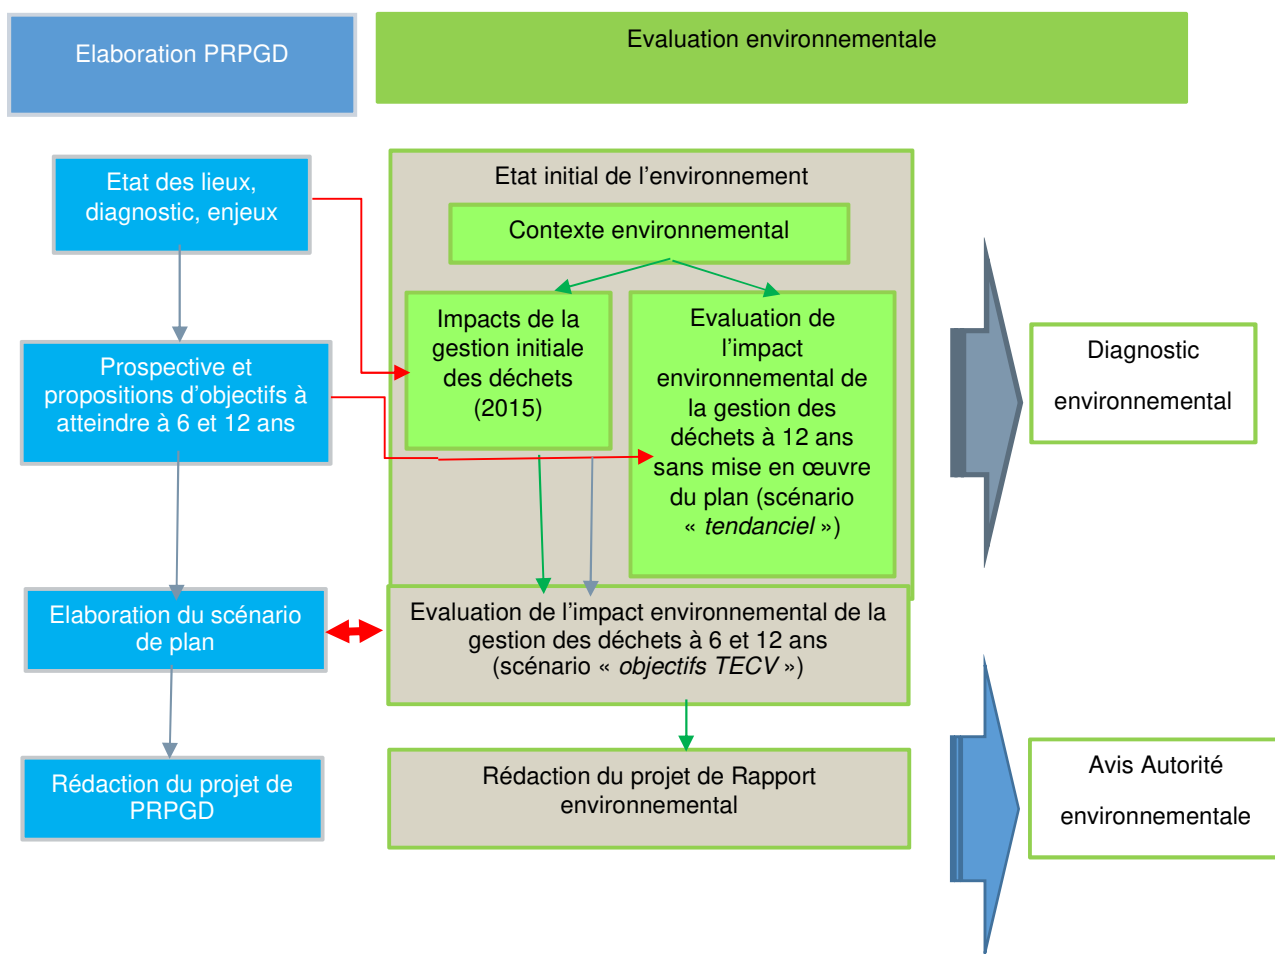 Elaboration PRPGD
Evaluation environnementale
Etat des lieux,
diagnostic, enjeux
Prospective et
propositions d’objectifs à
atteindre à 6 et 12 ans
Elaboration du scénario
de plan
Rédaction du projet de
PRPGD
Etat initial de l’environnement
Contexte environnemental
Impacts de la
gestion initiale
des déchets
(2015)
Evaluation de
l’impact
environnemental de
la gestion des
déchets à 12 ans
sans mise en œuvre
du plan (scénario
« tendanciel »)
Evaluation de l’impact environnemental de la
gestion des déchets à 6 et 12 ans
(scénario « objectifs TECV »)
Rédaction du projet de Rapport
environnemental
Diagnostic
environnemental
Avis Autorité
environnementale